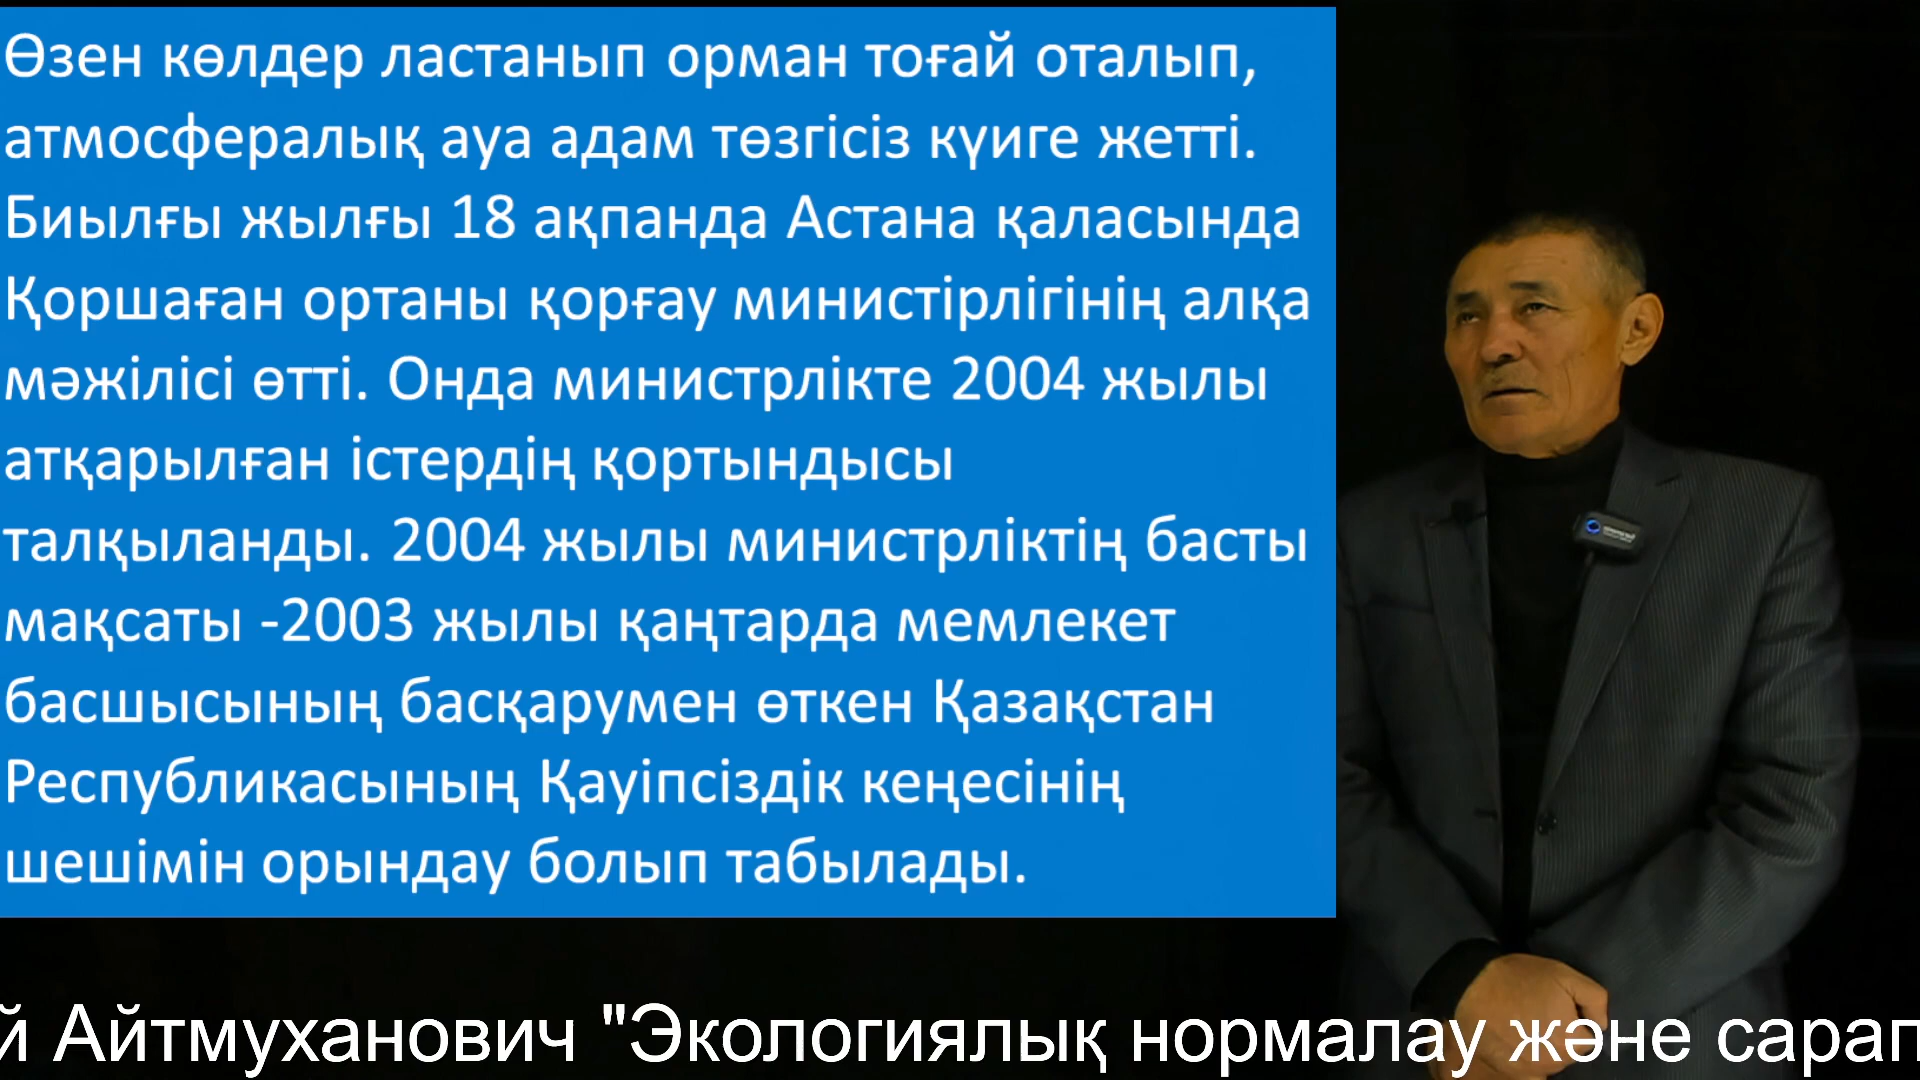 Өзен көлдер ластанып орман тоғай оталып,
атмосфералық ауа адам төзгісіз күиге жетті.
Биылғы жылғы 18 ақпанда Астана қаласында
Қоршаған ортаны қорғау министірлігінің алқа
мәжілісі өтті. Онда министрлікте 2004 жылы
атқарылған істердің қортындысы
талқыланды. 2004 жылы министрліктің басты
мақсаты -2003 жылы қаңтарда мемлекет
басшысының басқарумен өткен Қазақстан
Республикасының Қауіпсіздік кеңесінің
шешімін орындау болып табылады.
й Айтмуханович "Экологиялық нормалау және сарап